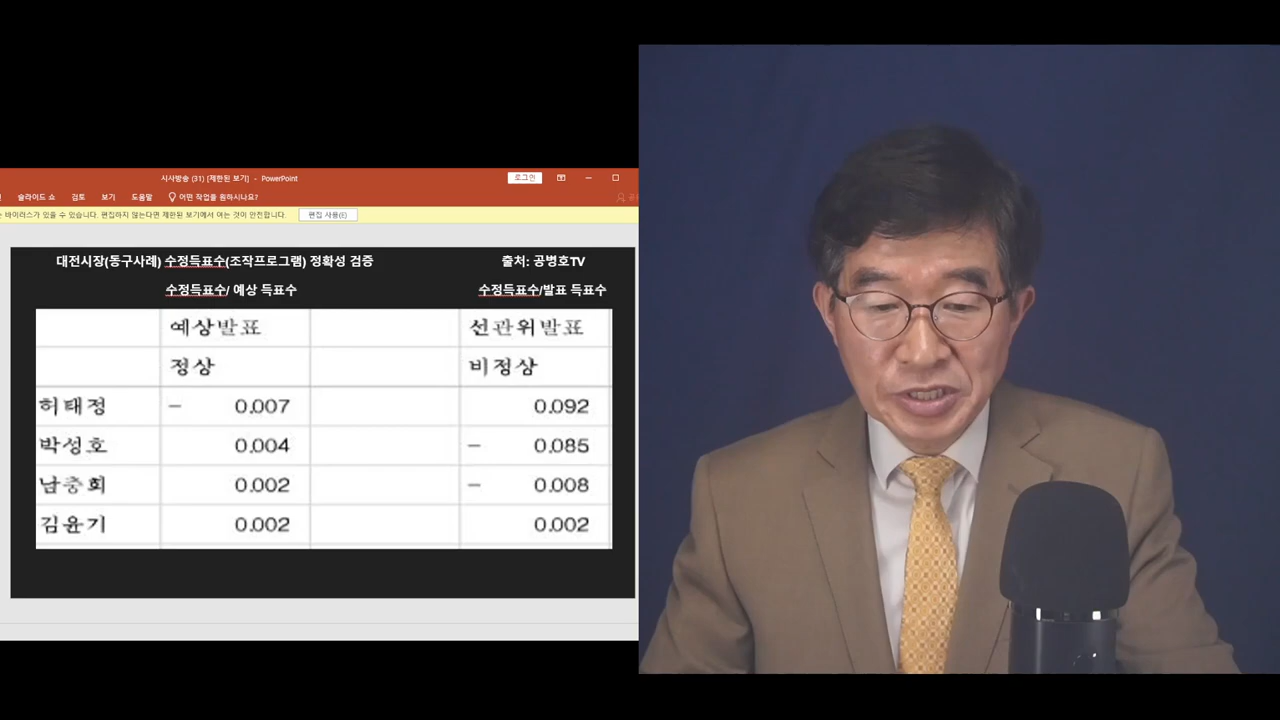 시사방송 (31) [제한된 보기] - PowerPoint
로그인
슬라이드 쇼 검토 보기 도움말 어떤 작업을 원하시나요?
바이러스가 있을 수 있습니다. 편집하지 않는다면 제한된 보기에서 여는 것이 안전합니다. 편집 사용(E)
대전시장(동구사례) 수정득표수(조작프로그램) 정확성 검증 출처: 공병호TV
수정득표수/ 예상 득표수 수정득표수/발표 득표수
예상발표 선관위발표
정상 비정상
허태정 - 0.007 0.092
박성호 0.004 - 0.085
남충희 0.002 - 0.008
김윤기 0.002 0.002